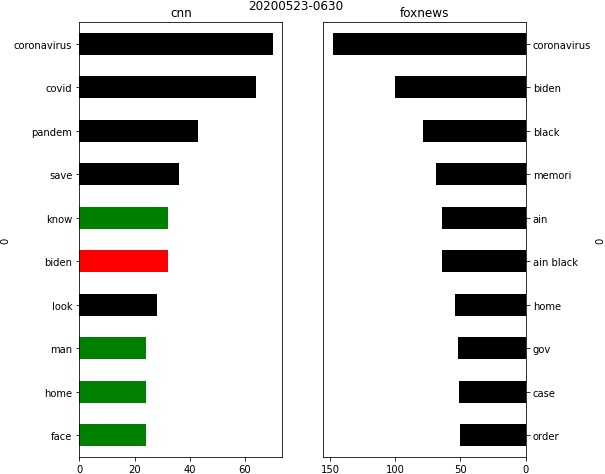 20200523-0630
cnn
foxnews
coronavirus
covid
pandem
save
know
biden
look
man
home
face
0
0 20 40 60
coronavirus
biden
black
memori
ain
ain black
home
gov
case
order
0
150 100 50 0